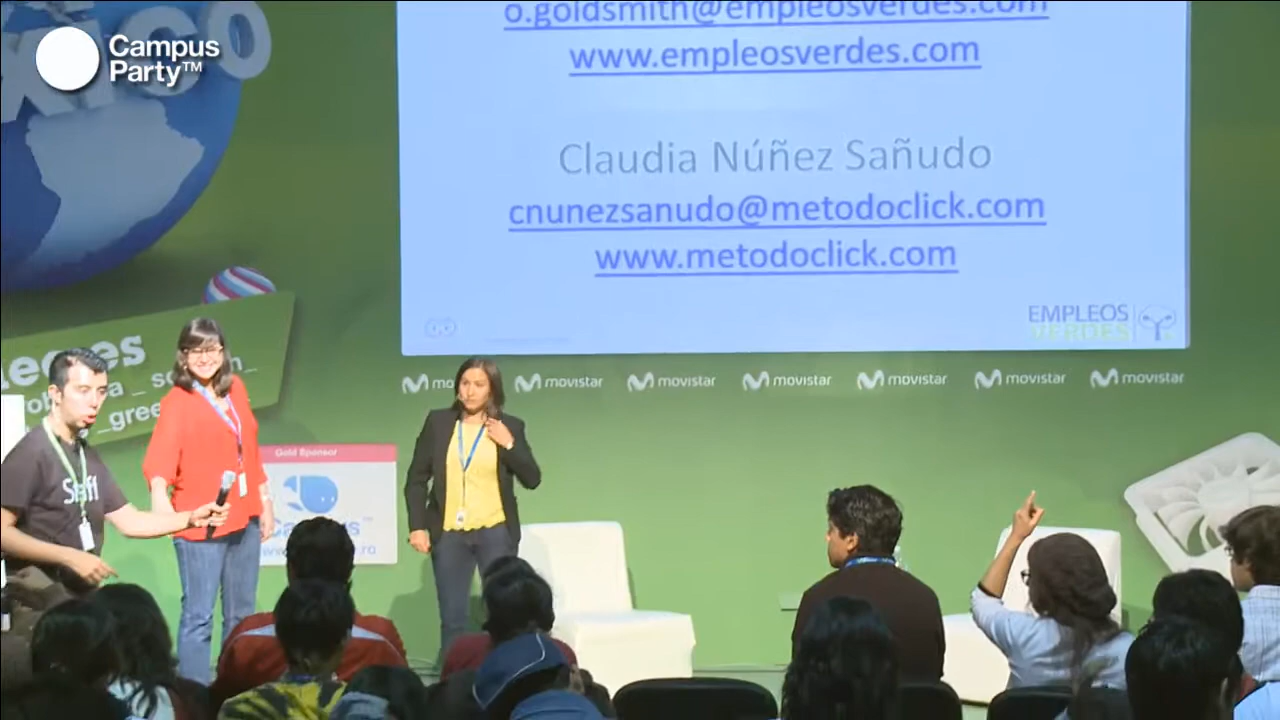 Campus
Party™
o.goldsmith@empleosverdes.com
www.empleosverdes.com
Claudia Núñez Sañudo
cnunezsanudo@metodoclick.com
www.metodoclick.com
EMPLEOS
VERDES
mo
movistar
movistar
movistar
movistar
movistar
movistar
Gold Sponsor
Staff